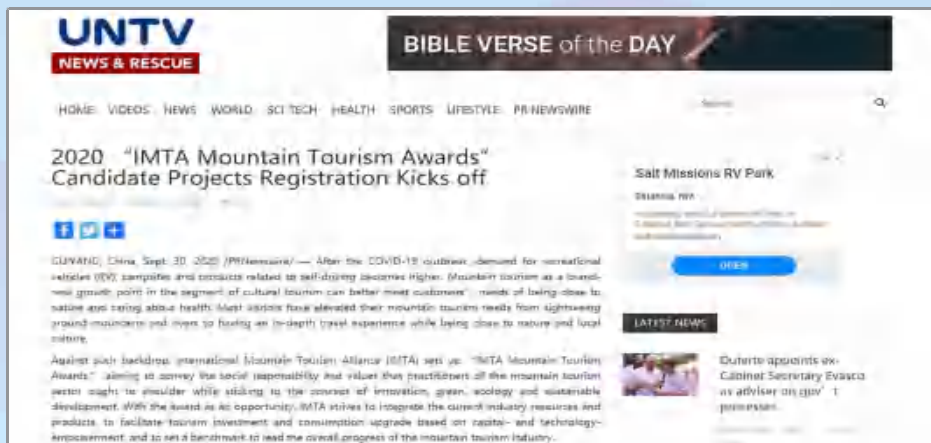 UNTV
NEWS & RESCUE
BIBLE VERSE of the DAY
HOME VIDEOS NEWS WORLD SCI TECH HEALTH SPORTS LIFESTYLE PR NEWSWIRE
Search
2020 "IMTA Mountain Tourism Awards"
Candidate Projects Registration Kicks off
GUIYANG, China, Sept. 30, 2020 /PRNewswire/ — After the COVID-19 outbreak, demand for recreational
vehicles (RV), campsites and products related to self-driving becomes higher. Mountain tourism as a brand-
new growth point in the segment of cultural tourism can better meet customers' needs of being close to
nature and caring about health. Most visitors have elevated their mountain tourism needs from sightseeing
around mountains and rivers to having an in-depth travel experience while being close to nature and local
culture.
Against such backdrop, International Mountain Tourism Alliance (IMTA) sets up "IMTA Mountain Tourism
Awards" aiming to convey the social responsibility and values that practitioners of the mountain tourism
sector ought to shoulder while sticking to the concept of innovation, green, ecology and sustainable
development. With the award as an opportunity, IMTA strives to integrate the current industry resources and
products, to facilitate tourism investment and consumption upgrade based on capital- and technology-
empowerment, and to set a benchmark to lead the overall progress of the mountain tourism industry.
Salt Missions RV Park
OPEN
LATEST NEWS
Duterte appoints ex-
Cabinet Secretary Evasco
as adviser on gov't
processes